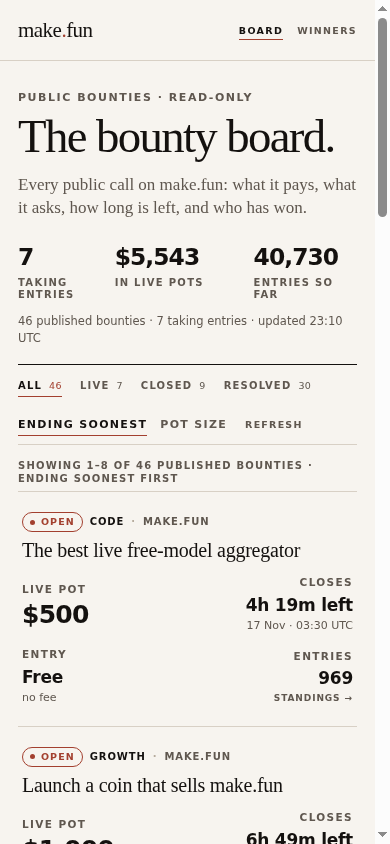 make.fun
BOARD WINNERS
PUBLIC BOUNTIES · READ-ONLY
The bounty board.
Every public call on make.fun: what it pays, what
it asks, how long is left, and who has won.
7 $5,543 40,730
TAKING ENTRIES IN LIVE POTS ENTRIES SO FAR
46 published bounties · 7 taking entries · updated 23:10
UTC
ALL 46 LIVE 7 CLOSED 9 RESOLVED 30
ENDING SOONEST POT SIZE REFRESH
SHOWING 1–8 OF 46 PUBLISHED BOUNTIES ·
ENDING SOONEST FIRST
OPEN CODE · MAKE.FUN
The best live free-model aggregator
LIVE POT
$500
CLOSES
4h 19m left
17 Nov · 03:30 UTC
ENTRY
Free
no fee
ENTRIES
969
STANDINGS →
OPEN GROWTH · MAKE.FUN
Launch a coin that sells make.fun
LIVE POT
CLOSES
6h 49m left